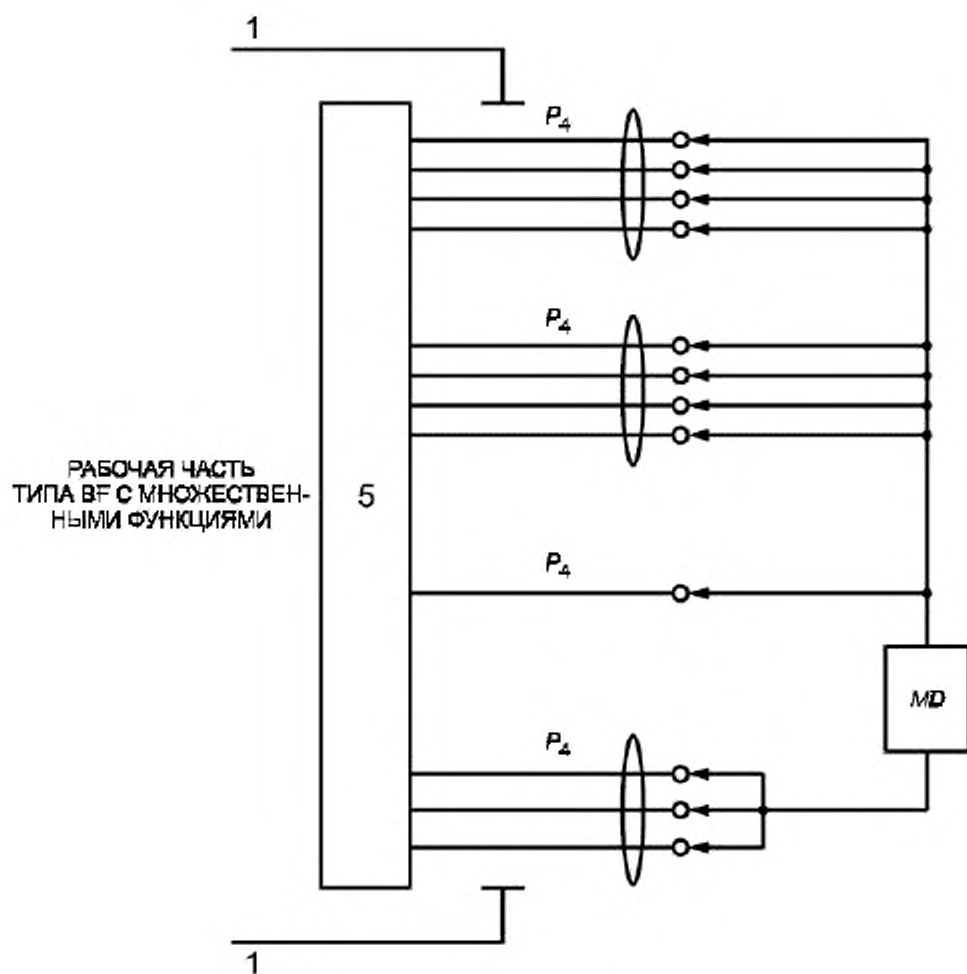 1
P4
P4
РАБОЧАЯ ЧАСТЬ
ТИПА BF С МНОЖЕСТВЕН-
НЫМИ ФУНКЦИЯМИ
5
P4
MD
P4
1